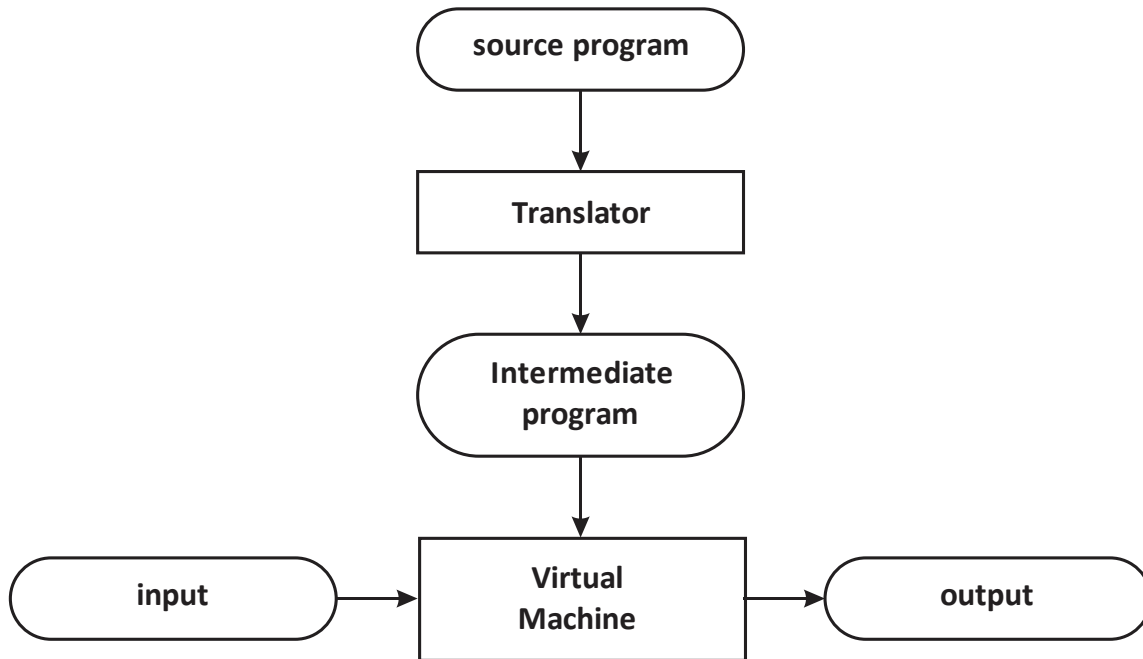 source program
Translator
Intermediate
program
input
Virtual
Machine
output